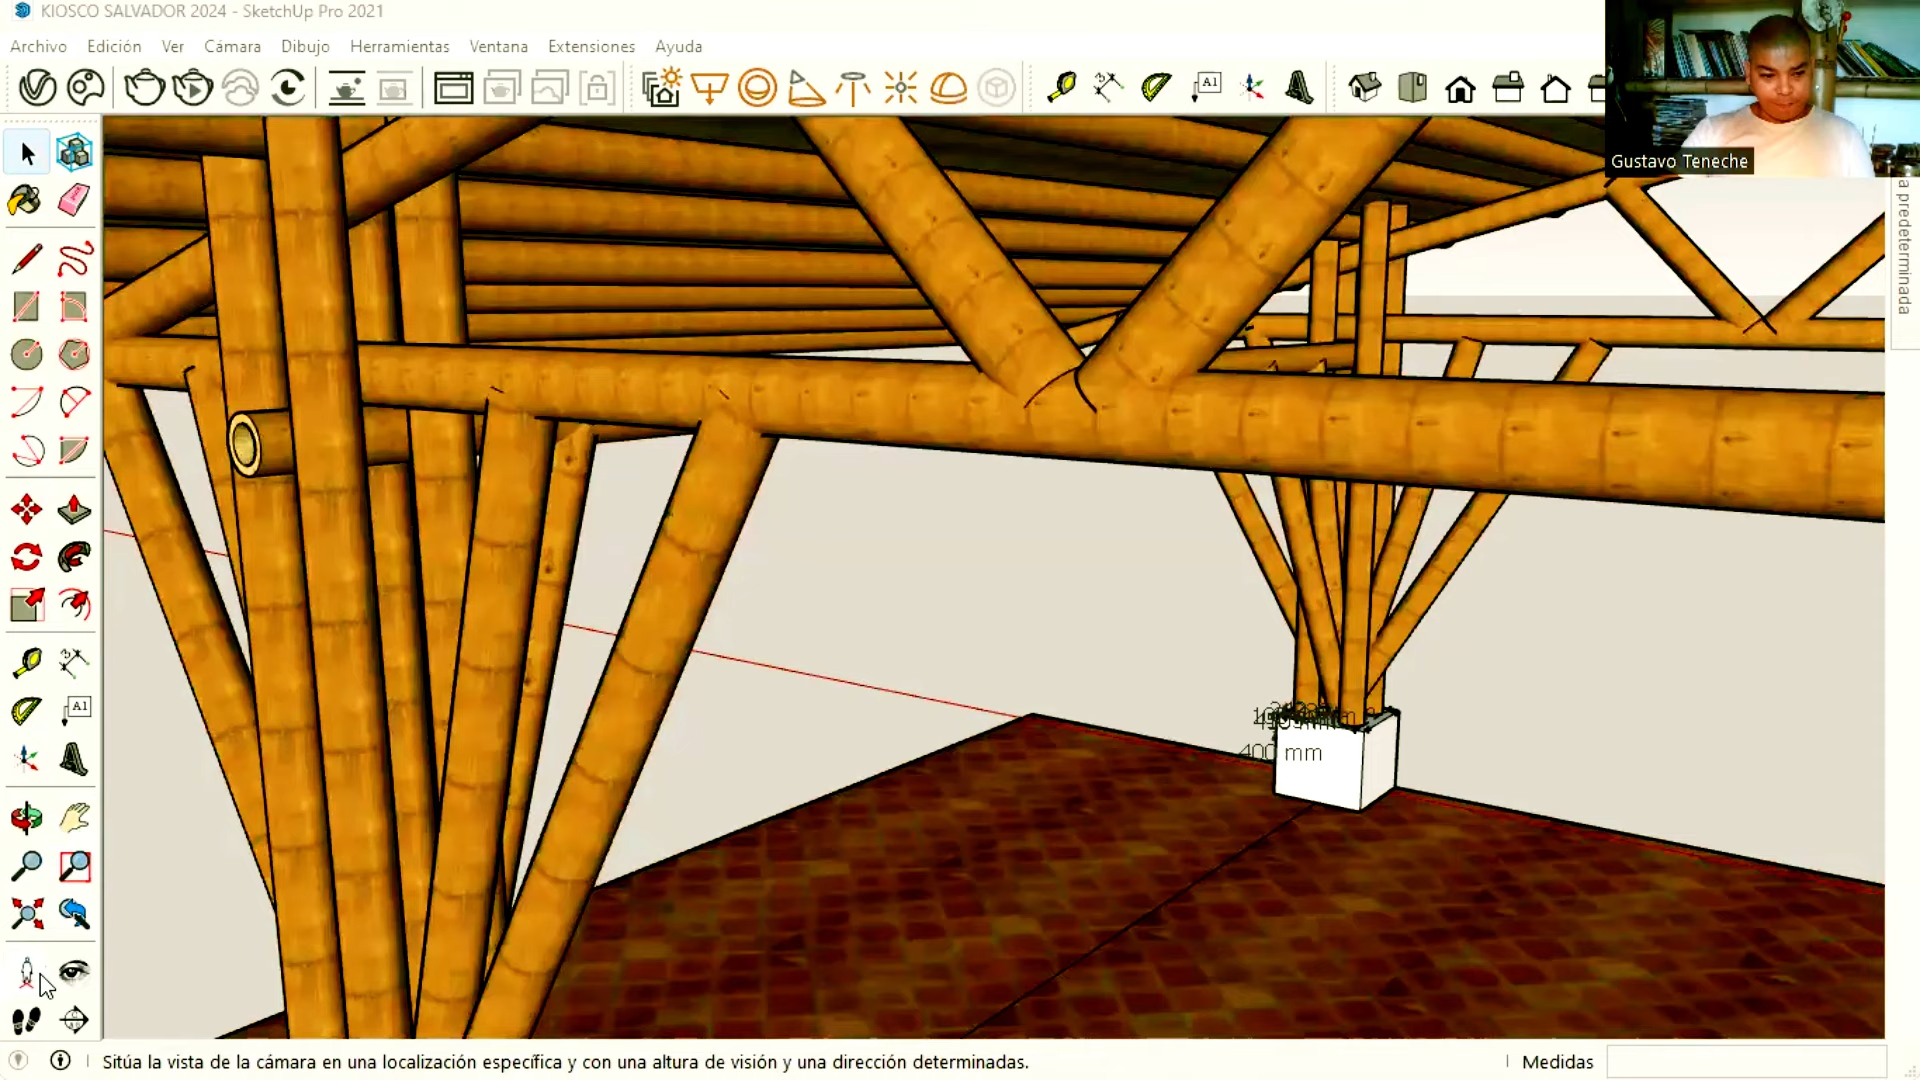 KIOSCO SALVADOR 2024 - SketchUp Pro 2021
Archivo Edición Ver Cámara Dibujo Herramientas Ventana Extensiones Ayuda
A1
Gustavo Teneche
a predeterminada
A1
400 mm
Sitúa la vista de la cámara en una localización específica y con una altura de visión y una dirección determinadas.
Medidas